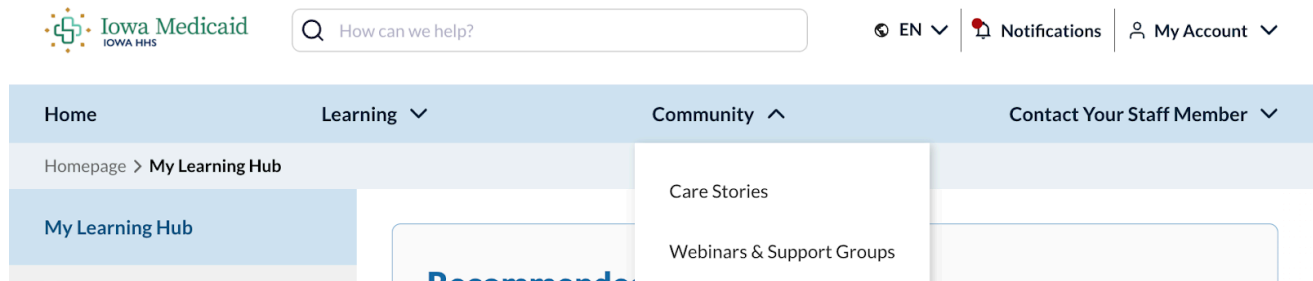 Iowa Medicaid
IOWA HHS
How can we help?
EN
Notifications
My Account
Home
Learning
Community
Contact Your Staff Member
Homepage > My Learning Hub
Care Stories
My Learning Hub
Webinars & Support Groups